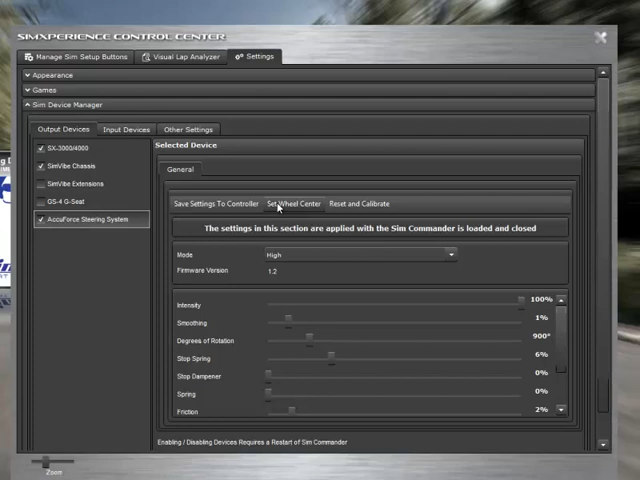 SIMXPERIENCE CONTROL CENTER
Manage Sim Setup Buttons
Visual Lap Analyzer
Settings
Appearance
Games
Sim Device Manager
Output Devices
Input Devices
Other Settings
SX-3000/4000
SimVibe Chassis
SimVibe Extensions
GS-4 G-Seat
AccuForce Steering System
Selected Device
General
Save Settings To Controller
Set Wheel Center
Reset and Calibrate
The settings in this section are applied with the Sim Commander is loaded and closed
Mode High
Firmware Version 1.2
Intensity 100%
Smoothing 1%
Degrees of Rotation 900°
Stop Spring 6%
Stop Dampener 0%
Spring 0%
Friction 2%
Enabling / Disabling Devices Requires a Restart of Sim Commander
Zoom